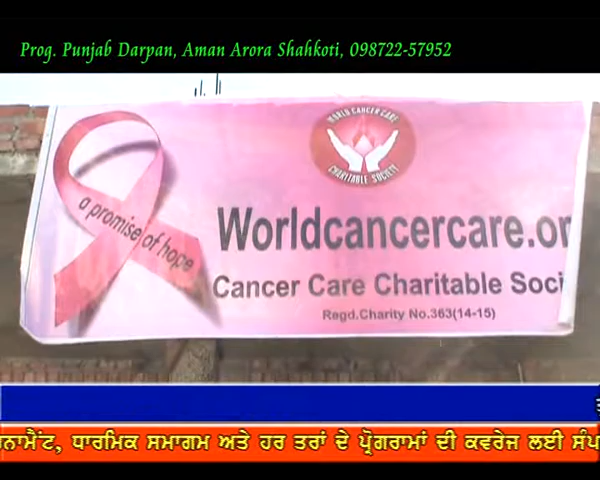 Prog. Punjab Darpan, Aman Arora Shahkoti, 098722-57952
WORLD CANCER CARE
CHARITABLE SOCIETY
a promise of hope
Worldcancercare.or
Cancer Care Charitable Soci
Regd.Charity No.363(14-15)
ਨਾਮੈਂਟ, ਧਾਰਮਿਕ ਸਮਾਗਮ ਅਤੇ ਹਰ ਤਰਾਂ ਦੇ ਪ੍ਰੋਗਰਾਮਾਂ ਦੀ ਕਵਰੇਜ ਲਈ ਸੰਪ